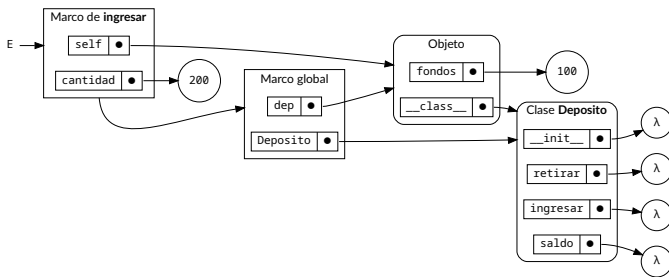 Marco de ingresar
E
self
cantidad
200
Marco global
dep
Deposito
Objeto
fondos
__class__
100
Clase Deposito
__init__
retirar
ingresar
saldo
λ
λ
λ
λ